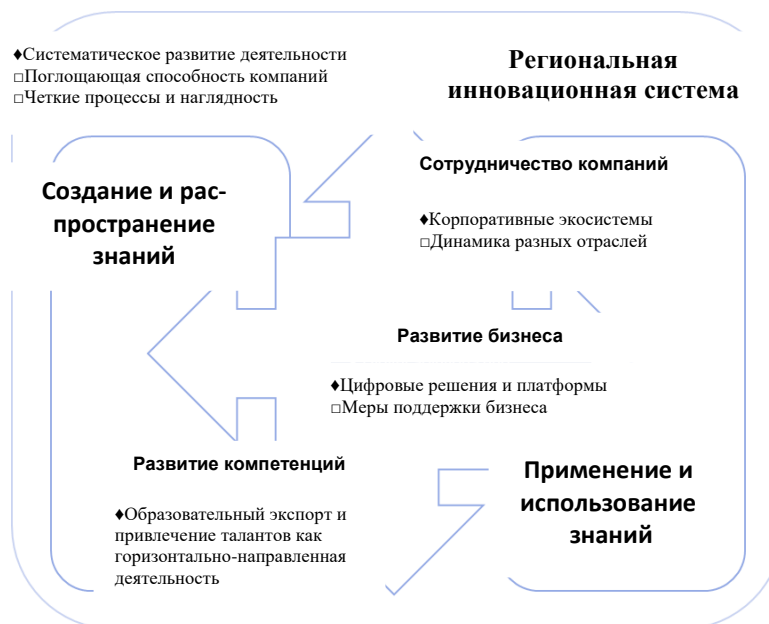 ♦Систематическое развитие деятельности
□Поглощающая способность компаний
□Четкие процессы и наглядность
Региональная
инновационная система
Сотрудничество компаний
♦Корпоративные экосистемы
□Динамика разных отраслей
Создание и рас-
пространение
знаний
Развитие бизнеса
♦Цифровые решения и платформы
□Меры поддержки бизнеса
Развитие компетенций
♦Образовательный экспорт и
привлечение талантов как
горизонтально-направленная
деятельность
Применение и
использование
знаний